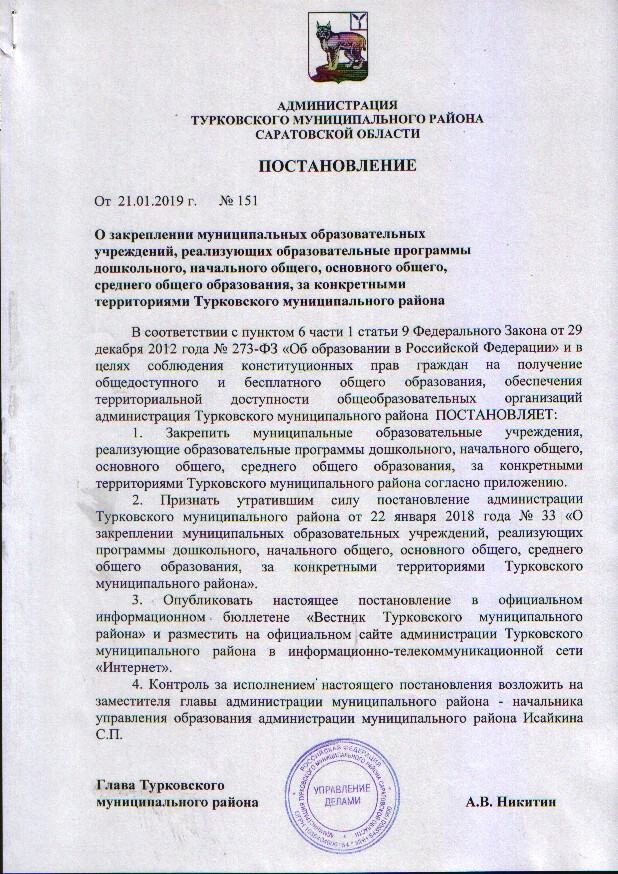 АДМИНИСТРАЦИЯ
ТУРКОВСКОГО МУНИЦИПАЛЬНОГО РАЙОНА
САРАТОВСКОЙ ОБЛАСТИ
ПОСТАНОВЛЕНИЕ
От 21.01.2019 г. № 151
О закреплении муниципальных образовательных
учреждений, реализующих образовательные программы
дошкольного, начального общего, основного общего,
среднего общего образования, за конкретными
территориями Турковского муниципального района
В соответствии с пунктом 6 части 1 статьи 9 Федерального Закона от 29
декабря 2012 года № 273-ФЗ «Об образовании в Российской Федерации» и в
целях соблюдения конституционных прав граждан на получение
общедоступного и бесплатного общего образования, обеспечения
территориальной доступности общеобразовательных организаций
администрация Турковского муниципального района ПОСТАНОВЛЯЕТ:
1. Закрепить муниципальные образовательные учреждения,
реализующие образовательные программы дошкольного, начального общего,
основного общего, среднего общего образования, за конкретными
территориями Турковского муниципального района согласно приложению.
2. Признать утратившим силу постановление администрации
Турковского муниципального района от 22 января 2018 года № 33 «О
закреплении муниципальных образовательных учреждений, реализующих
программы дошкольного, начального общего, основного общего, среднего
общего образования, за конкретными территориями Турковского
муниципального района».
3. Опубликовать настоящее постановление в официальном
информационном бюллетене «Вестник Турковского муниципального
района» и разместить на официальном сайте администрации Турковского
муниципального района в информационно-телекоммуникационной сети
«Интернет».
4. Контроль за исполнением настоящего постановления возложить на
заместителя главы администрации муниципального района - начальника
управления образования администрации муниципального района Исайкина
С.П.
Глава Турковского
муниципального района А.В. Никитин
РОССИЙСКАЯ ФЕДЕРАЦИЯ
УПРАВЛЕНИЕ
ДЕЛАМИ